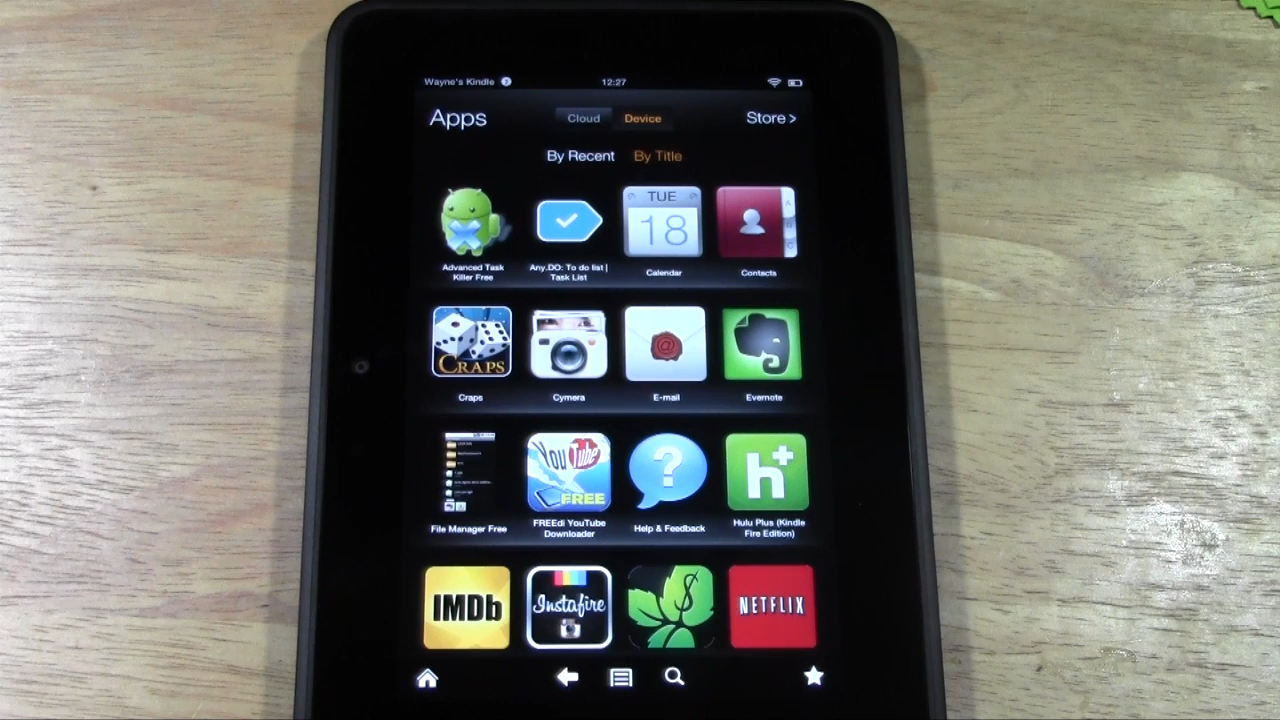 Wayne's Kindle ? 12:27
Apps Cloud Device Store >
By Recent By Title
TUE
18
A
B
C
Advanced Task
Killer Free
Any.DO: To do list |
Task List
Calendar
Contacts
CRAPS
@
Craps
Cymera
E-mail
Evernote
You Tube
FREE
?
h+
File Manager Free
FREEdi YouTube
Downloader
Help & Feedback
Hulu Plus (Kindle
Fire Edition)
IMDb
Instafire
$
NETFLIX